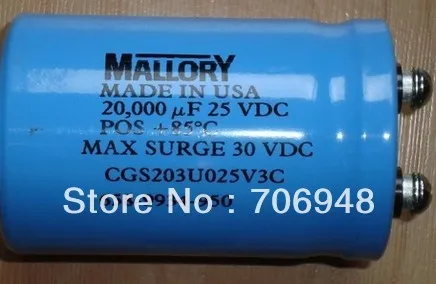 MALLORY
MADE IN USA
20,000 µF 25 VDC
POS +85°C
MAX SURGE 30 VDC
CGS203U025V3C
Store No : 706948